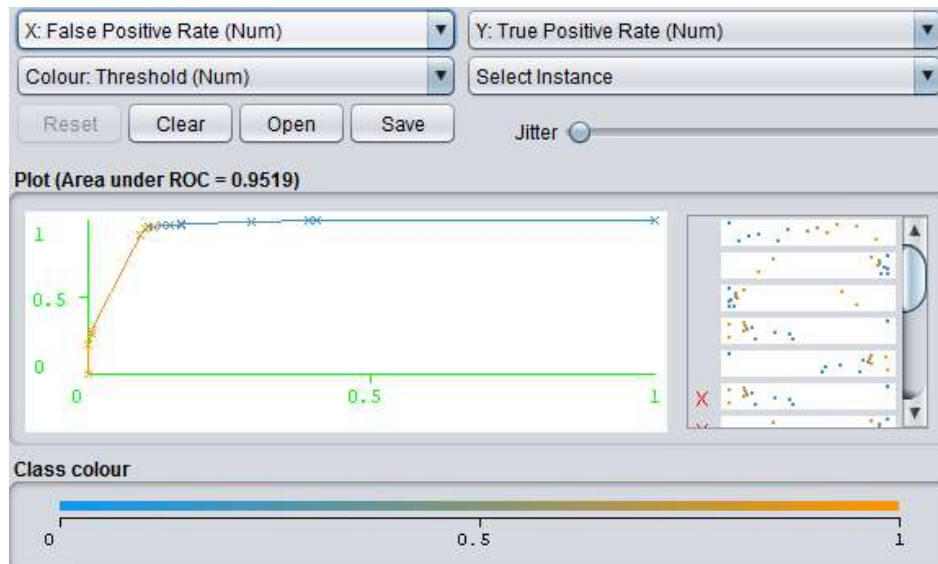 X: False Positive Rate (Num) Y: True Positive Rate (Num)
Colour: Threshold (Num) Select Instance
Reset Clear Open Save Jitter
Plot (Area under ROC = 0.9519)
1
0.5
0
0 0.5 1
X
Class colour
0 0.5 1